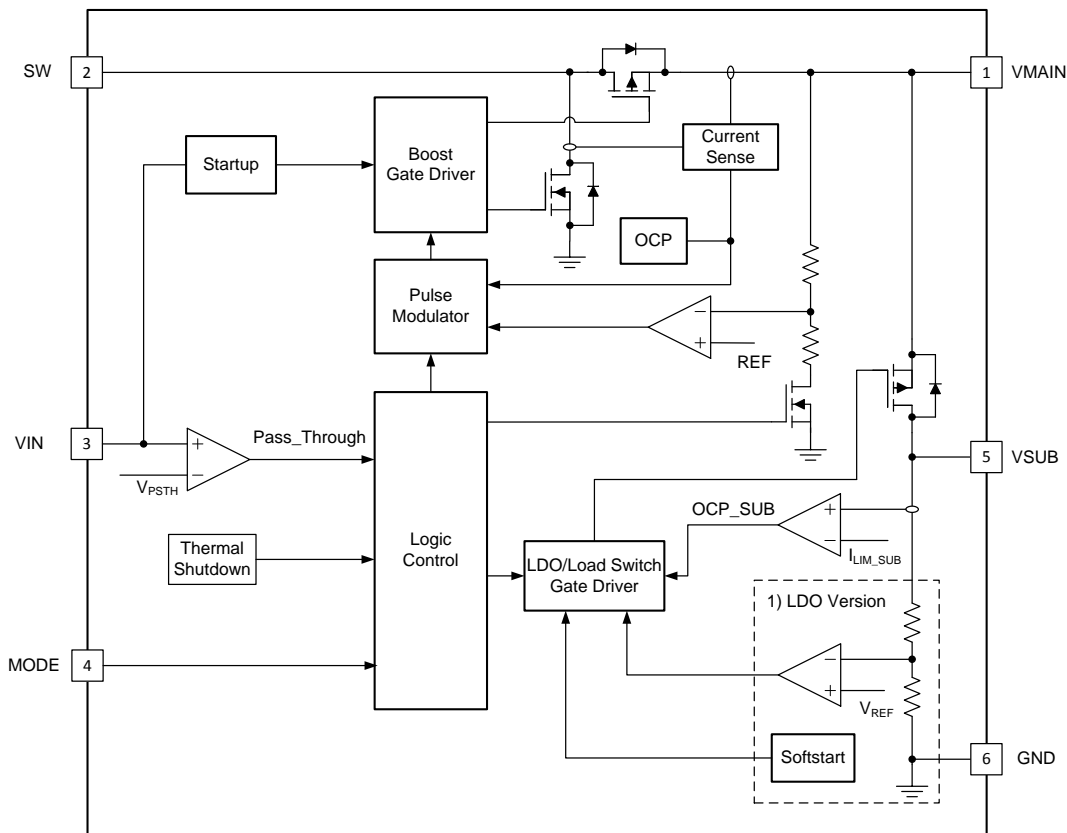 SW
2
1
VMAIN
Startup
Boost
Gate Driver
Current
Sense
OCP
Pulse
Modulator
REF
−
+
VIN
3
+
−
VPSTH
Pass_Through
5
VSUB
OCP_SUB
+
−
ILIM_SUB
Thermal
Shutdown
Logic
Control
LDO/Load Switch
Gate Driver
1) LDO Version
−
+
VREF
MODE
4
Softstart
6
GND